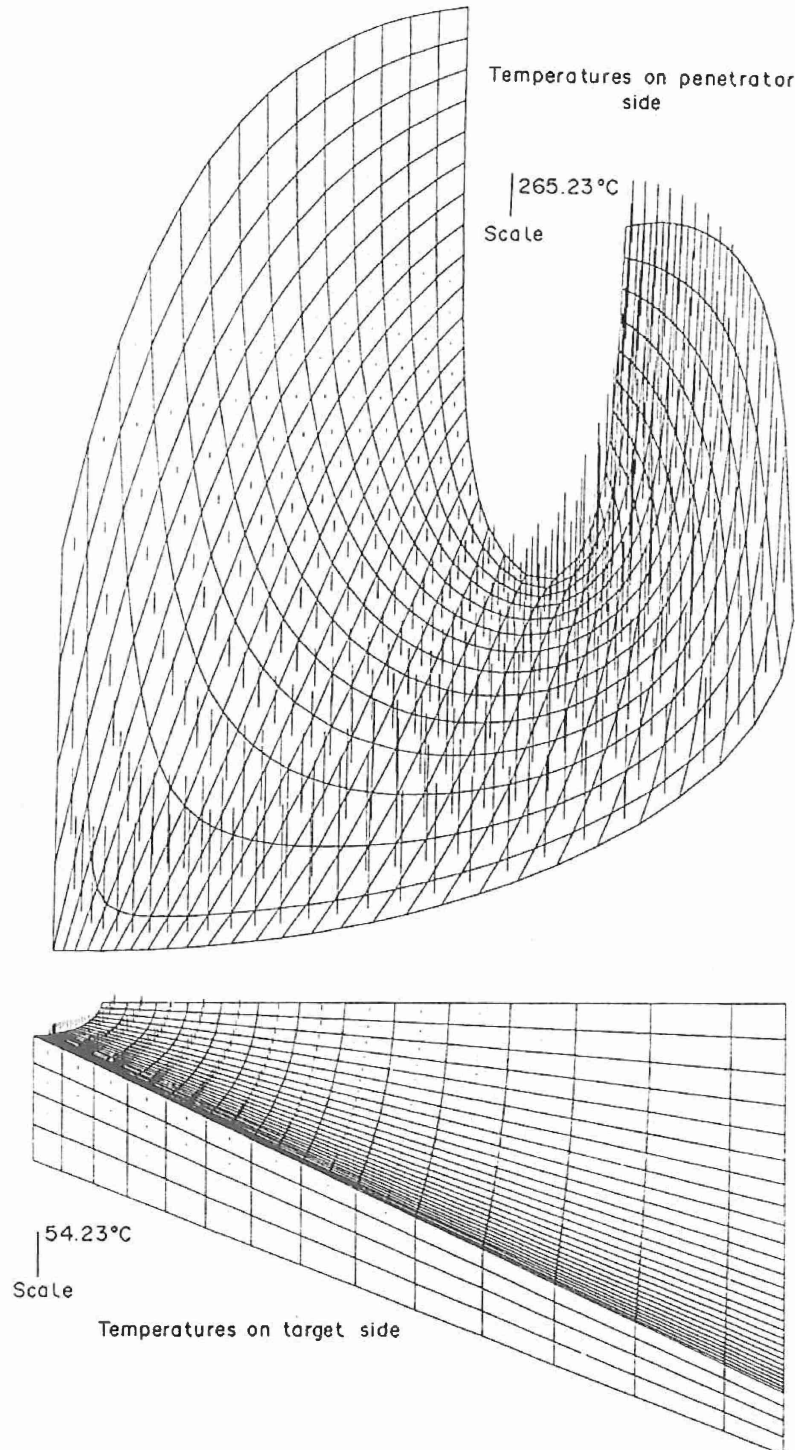 Temperatures on penetrator
side
265.23°C
Scale
54.23°C
Scale
Temperatures on target side